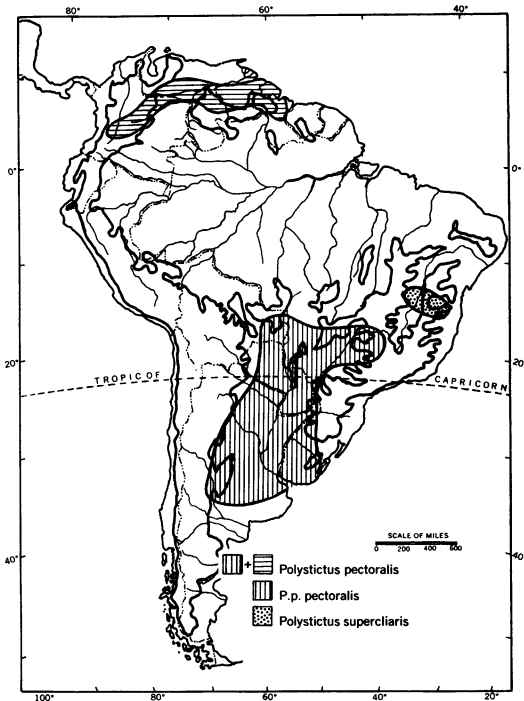 80° 60° 40°
0° 0°
20° 20°
TROPIC OF CAPRICORN
SCALE OF MILES
0 200 400 600
40° 40°
+ Polystictus pectoralis
P.p. pectoralis
Polystictus supercliaris
100° 80° 60° 40° 20°